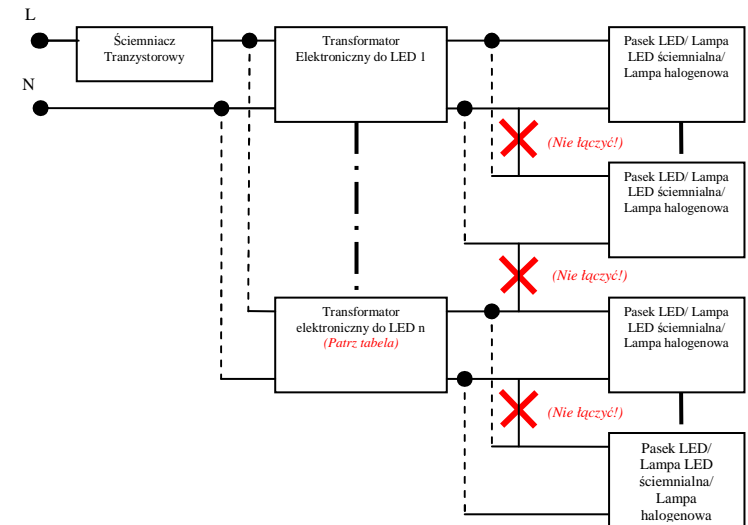 L
Ściemniacz
Tranzystorowy
Transformator
Elektroniczny do LED 1
Pasek LED/ Lampa
LED ściemnialna/
Lampa halogenowa
N
(Nie łączyć!)
Pasek LED/ Lampa
LED ściemnialna/
Lampa halogenowa
(Nie łączyć!)
Transformator
elektroniczny do LED n
(Patrz tabela)
Pasek LED/ Lampa
LED ściemnialna/
Lampa halogenowa
(Nie łączyć!)
Pasek LED/
Lampa LED
ściemnialna/
Lampa
halogenowa